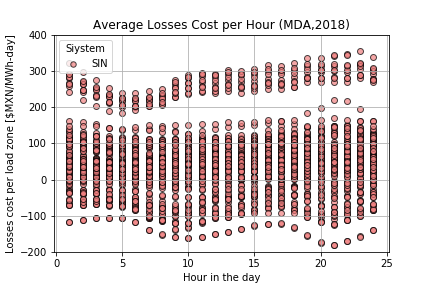 Average Losses Cost per Hour (MDA,2018)
400
300
200
100
0
−100
−200
Losses cost per load zone [$MXN/MWh-day]
Siystem
SIN
0
5
10
15
20
25
Hour in the day